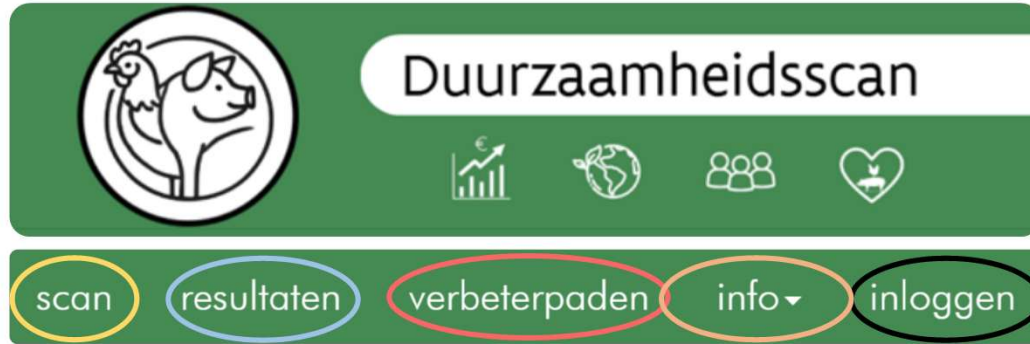 Duurzaamheidsscan
€
scan resultaten verbeterpaden info inloggen